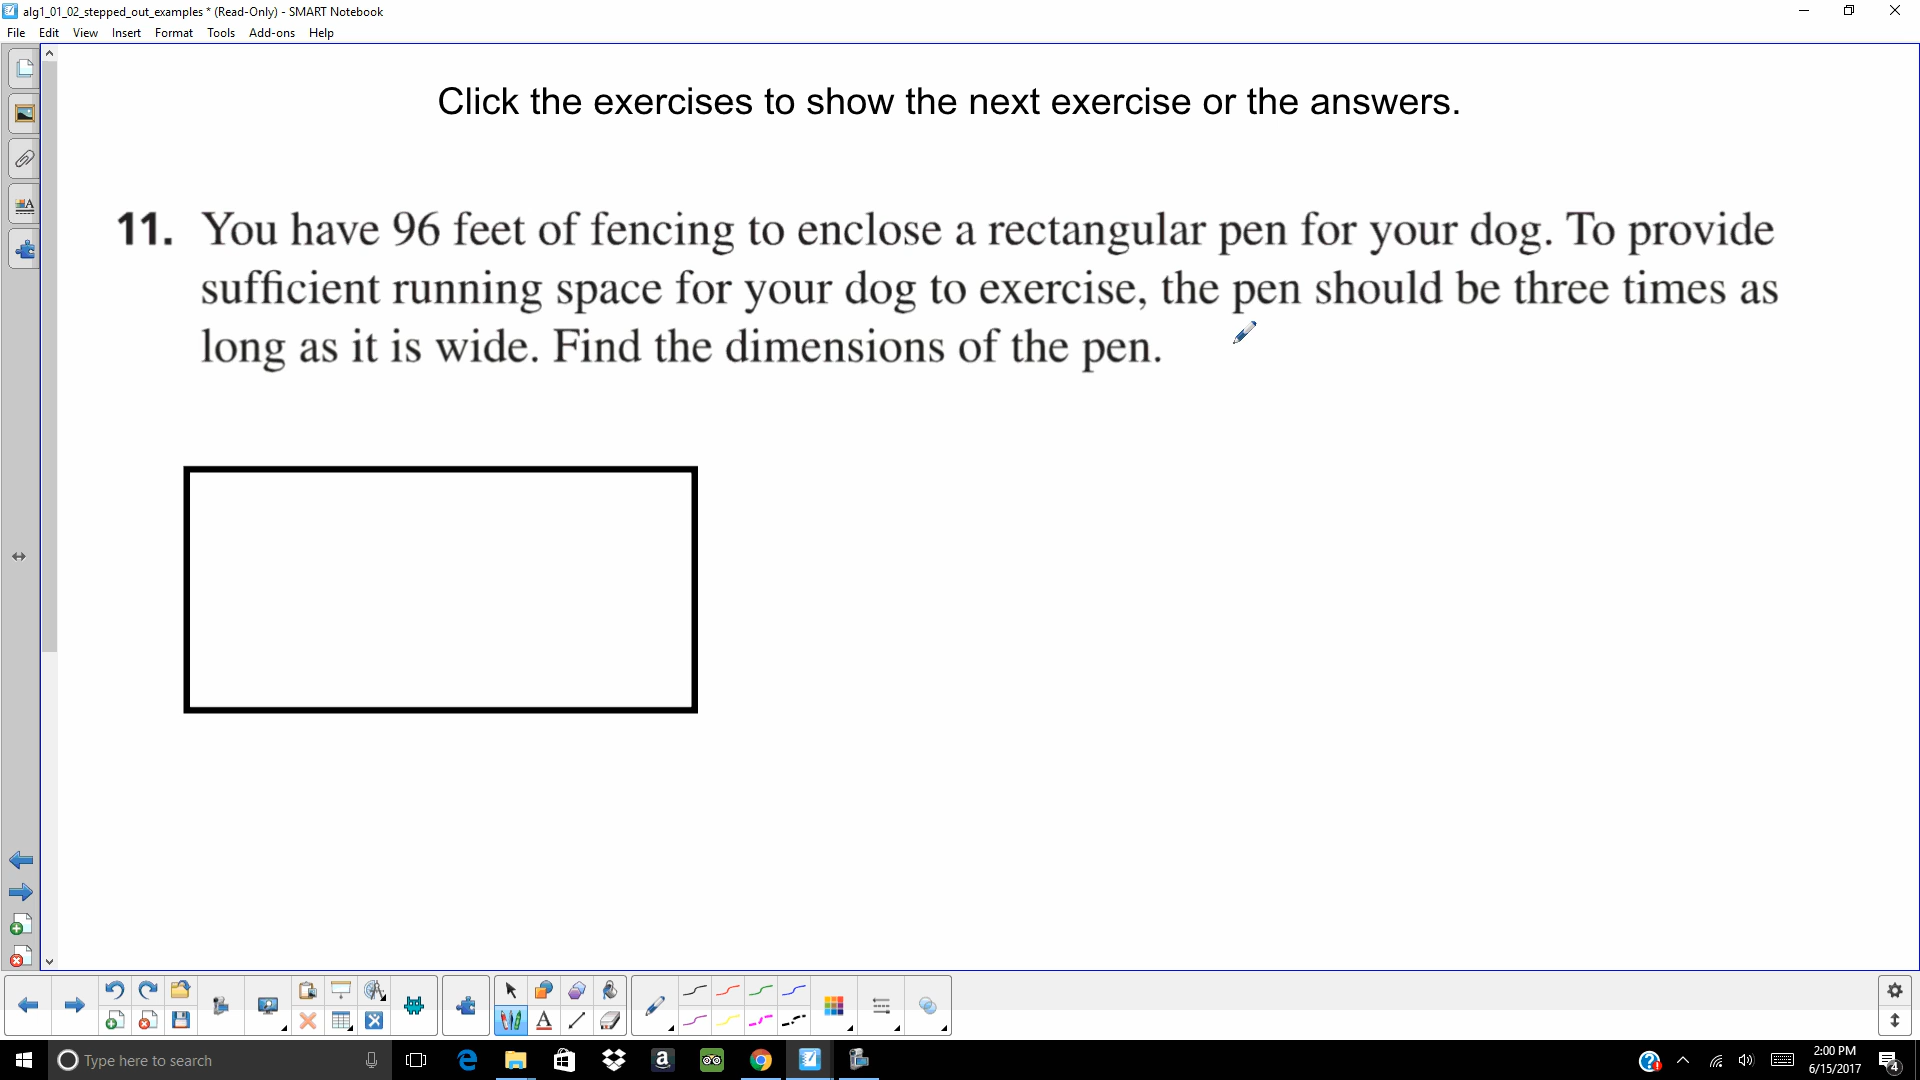 alg1_01_02_stepped_out_examples * (Read-Only) - SMART Notebook
File Edit View Insert Format Tools Add-ons Help
Click the exercises to show the next exercise or the answers.
11. You have 96 feet of fencing to enclose a rectangular pen for your dog. To provide
sufficient running space for your dog to exercise, the pen should be three times as
long as it is wide. Find the dimensions of the pen.
Type here to search
2:00 PM
6/15/2017
4